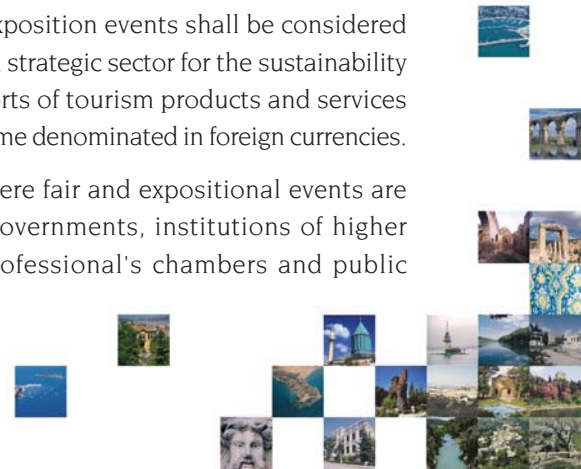 xposition events shall be considered
strategic sector for the sustainability
rts of tourism products and services
me denominated in foreign currencies.
ere fair and expositional events are
overnments, institutions of higher
ofessional's chambers and public